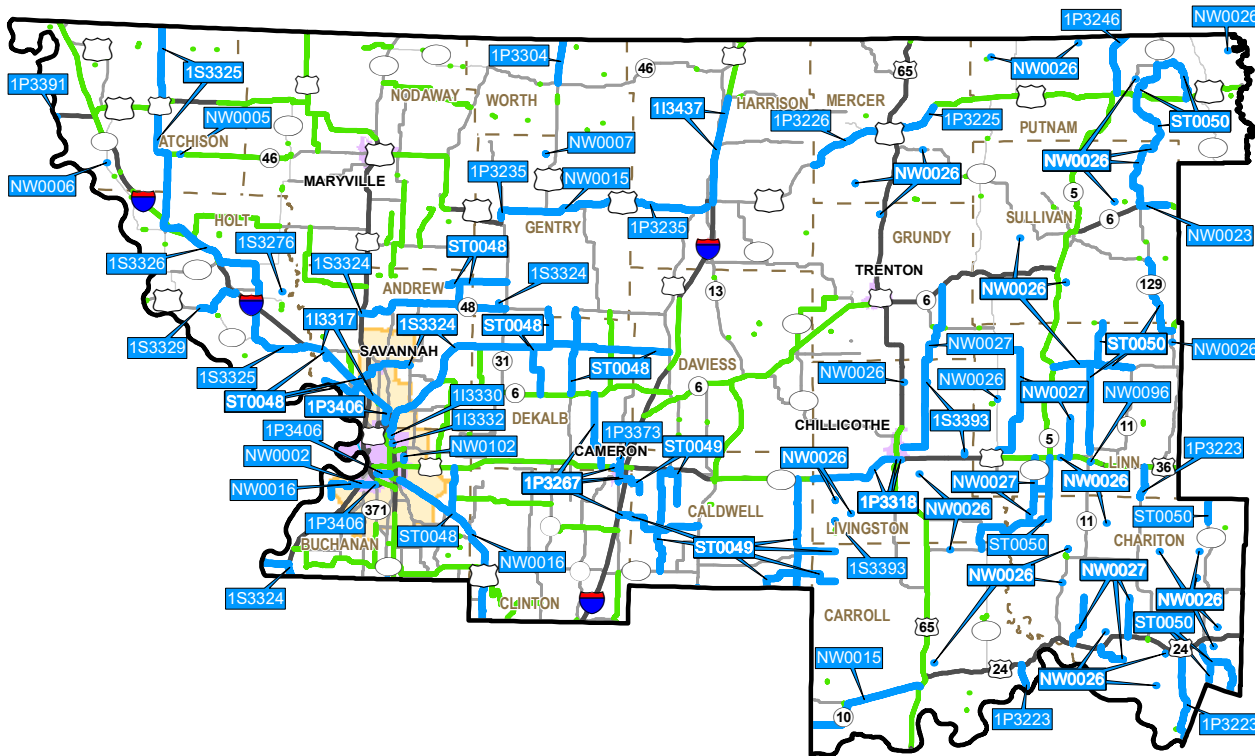 1P3246
NW0026
1P3304
1S3325
46
65
NW0026
1P3391
NODAWAY
WORTH
HARRISON
MERCER
1I3437
NW0005
1P3226
1P3225
PUTNAM
ST0050
ATCHISON
46
NW0007
NW0026
NW0006
MARYVILLE
1P3235
NW0015
NW0026
5
HOLT
GENTRY
1P3235
SULLIVAN
6
GRUNDY
NW0023
1S3326
1S3276
ST0048
1S3324
1S3324
TRENTON
NW0026
ANDREW
13
129
48
6
1S3329
1I3317
1S3324
ST0048
ST0050
NW0026
SAVANNAH
NW0027
1S3325
31
ST0048
DAVIESS
NW0026
NW0026
NW0027
NW0096
ST0048
1P3406
1I3330
6
6
DEKALB
1I3332
CHILLICOTHE
1S3393
11
1P3406
NW0102
1P3373
ST0049
5
1P3223
NW0002
CAMERON
NW0026
LINN
36
NW0016
1P3267
1P3318
NW0027
NW0026
1P3406
371
CALDWELL
NW0026
11
ST0050
BUCHANAN
ST0048
LIVINGSTON
ST0050
CHARITON
NW0016
ST0049
1S3393
NW0026
NW0027
1S3324
CLINTON
NW0026
CARROLL
ST0050
65
24
NW0015
24
NW0026
10
1P3223
1P3223